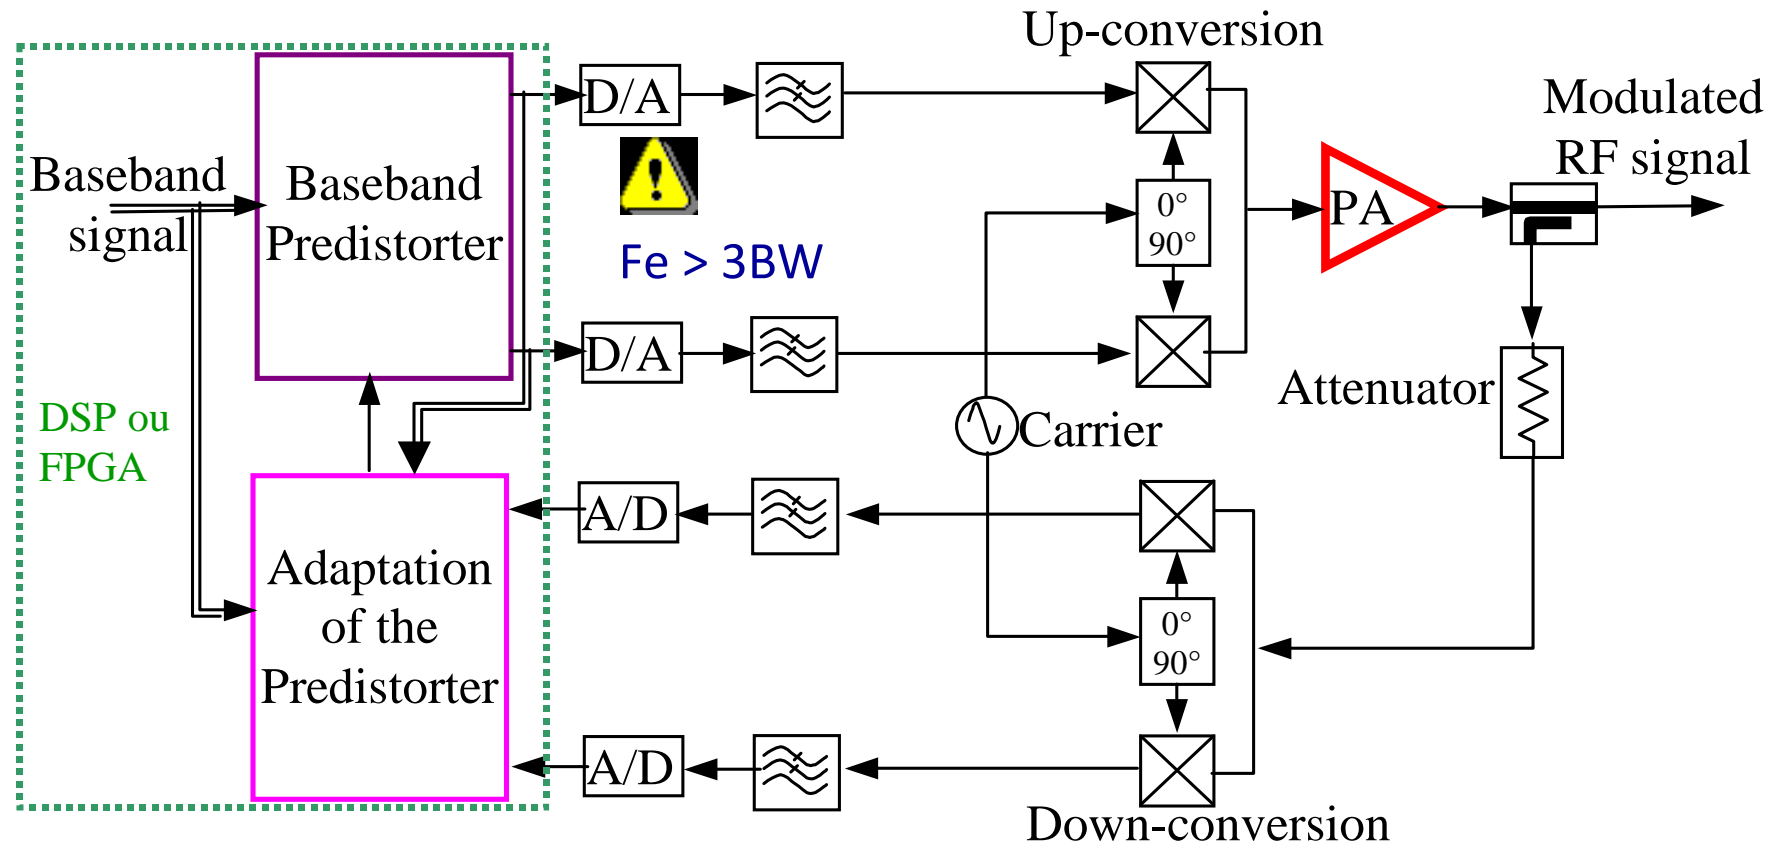 Up-conversion
Modulated
RF signal
D/A
Baseband
signal
Baseband
Predistorter
0°
90°
PA
Fe > 3BW
D/A
Attenuator
DSP ou
FPGA
Carrier
A/D
Adaptation
of the
Predistorter
0°
90°
A/D
Down-conversion